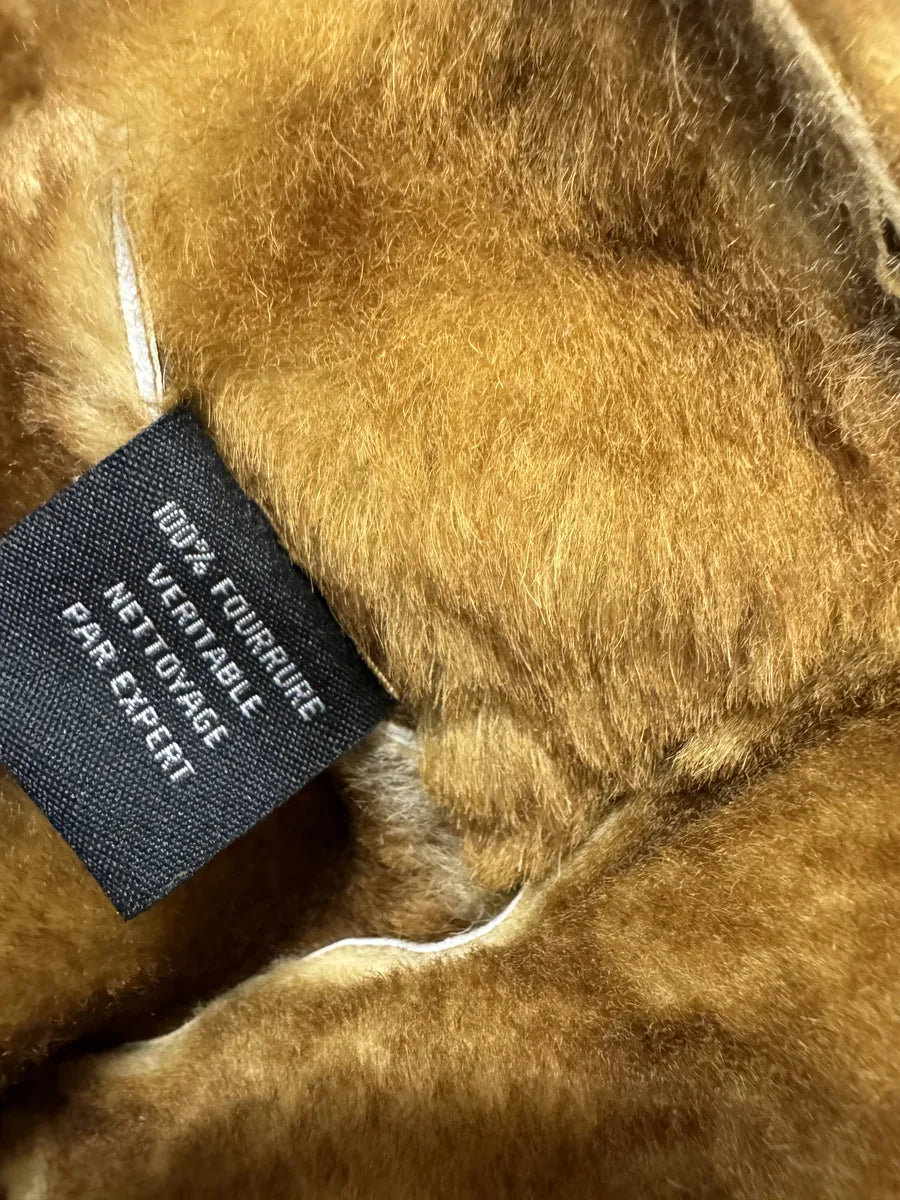 100% FOURRURE
VERITABLE
NETTOYAGE
PAR EXPERT